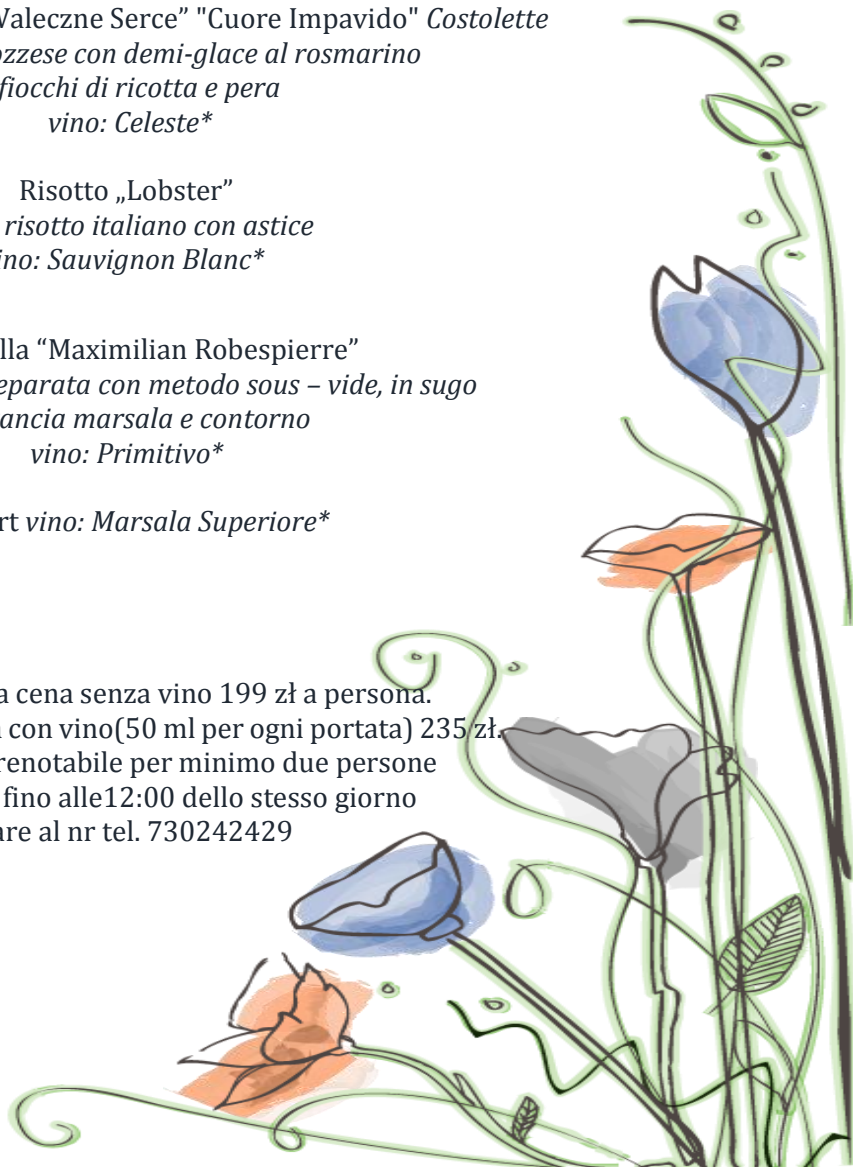 Waleczne Serce” "Cuore Impavido" Costolette
ozzese con demi-glace al rosmarino
fiocchi di ricotta e pera
vino: Celeste*
Risotto „Lobster”
risotto italiano con astice
ino: Sauvignon Blanc*
lla “Maximilian Robespierre”
eparata con metodo sous – vide, in sugo
ancia marsala e contorno
vino: Primitivo*
rt vino: Marsala Superiore*
a cena senza vino 199 zł a persona.
con vino(50 ml per ogni portata) 235 zł.
renotabile per minimo due persone
fino alle12:00 dello stesso giorno
are al nr tel. 730242429